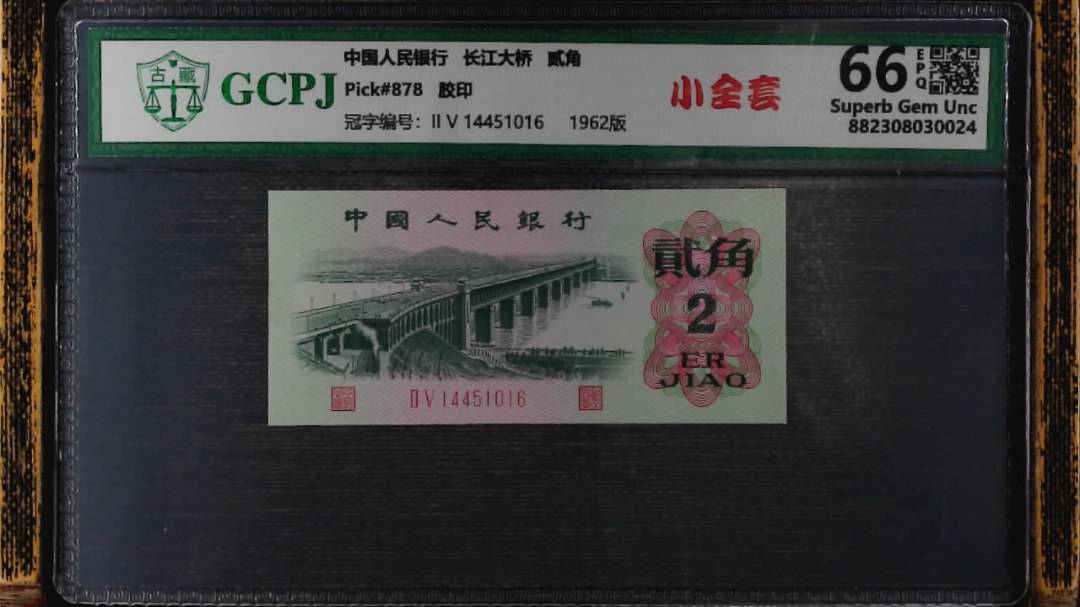 古藏
GCPJ
中国人民银行 长江大桥 贰角
Pick#878 胶印
冠字编号: II V 14451016 1962版
小全套
66 EPQ
Superb Gem Unc
882308030024
中國人民銀行
貳角
2
ER
JIAO
II V 14451016